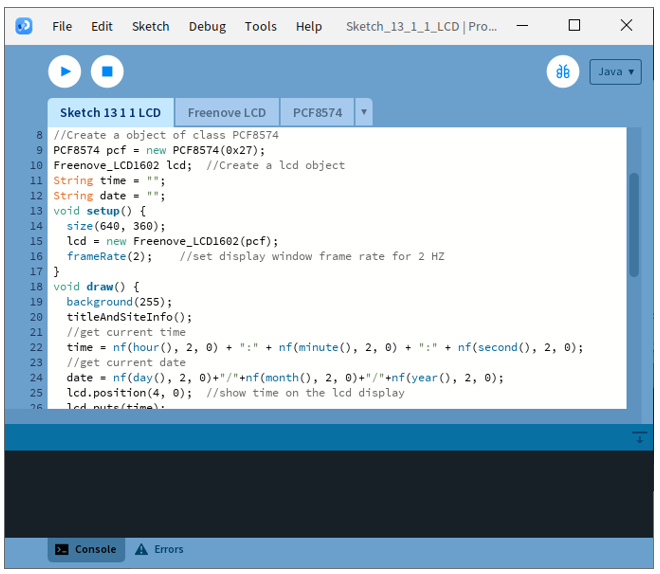 File Edit Sketch Debug Tools Help Sketch_13_1_1_LCD | Pro...
Java ▾
Sketch 13 1 1 LCD Freenove LCD PCF8574 ▾
8 //Create a object of class PCF8574
9 PCF8574 pcf = new PCF8574(0x27);
10 Freenove_LCD1602 lcd;  //Create a lcd object
11 String time = "";
12 String date = "";
13 void setup() {
14   size(640, 360);
15   lcd = new Freenove_LCD1602(pcf);
16   frameRate(2);    //set display window frame rate for 2 HZ
17 }
18 void draw() {
19   background(255);
20   titleAndSiteInfo();
21   //get current time
22   time = nf(hour(), 2, 0) + ":" + nf(minute(), 2, 0) + ":" + nf(second(), 2, 0);
23   //get current date
24   date = nf(day(), 2, 0)+"/"+nf(month(), 2, 0)+"/"+nf(year(), 2, 0);
25   lcd.position(4, 0);  //show time on the lcd display
26   lcd.puts(time);
Console Errors